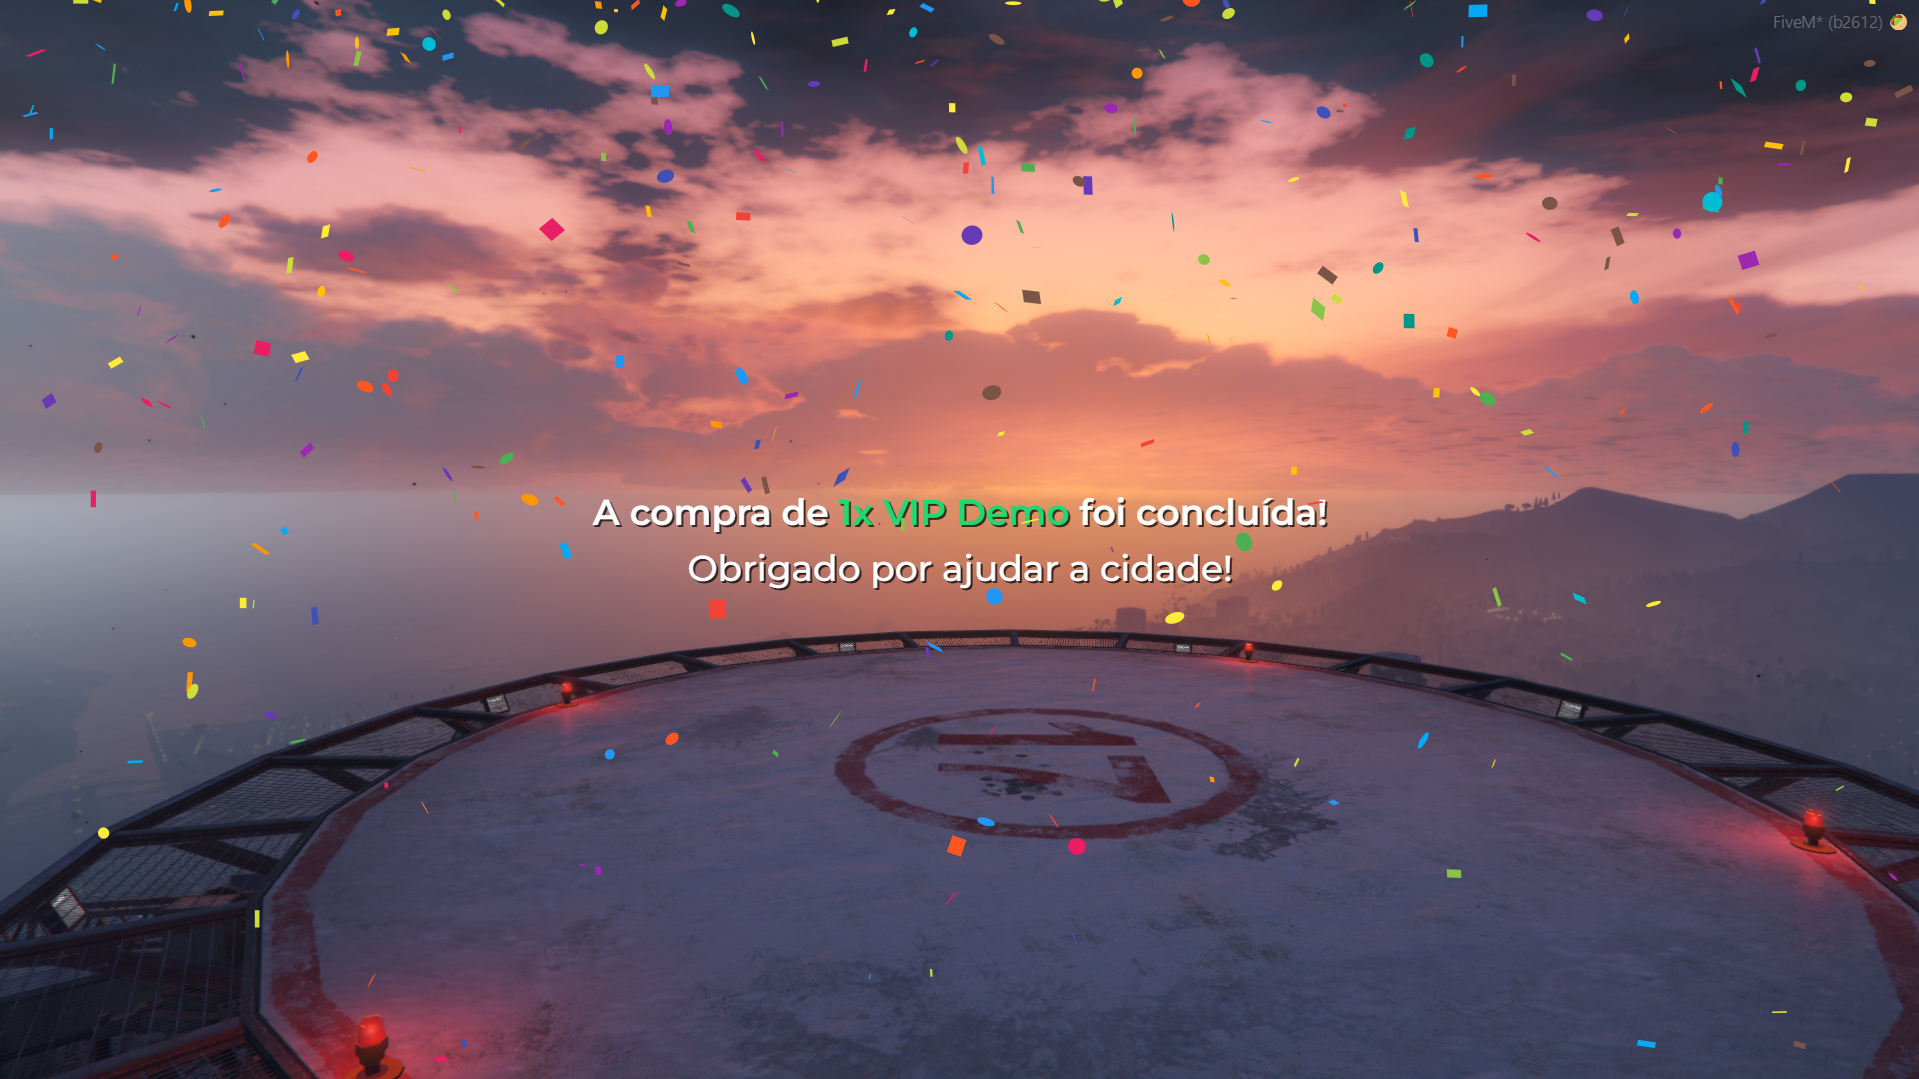 FiveM* (b2612)
A compra de 1x VIP Demo foi concluída!
Obrigado por ajudar a cidade!